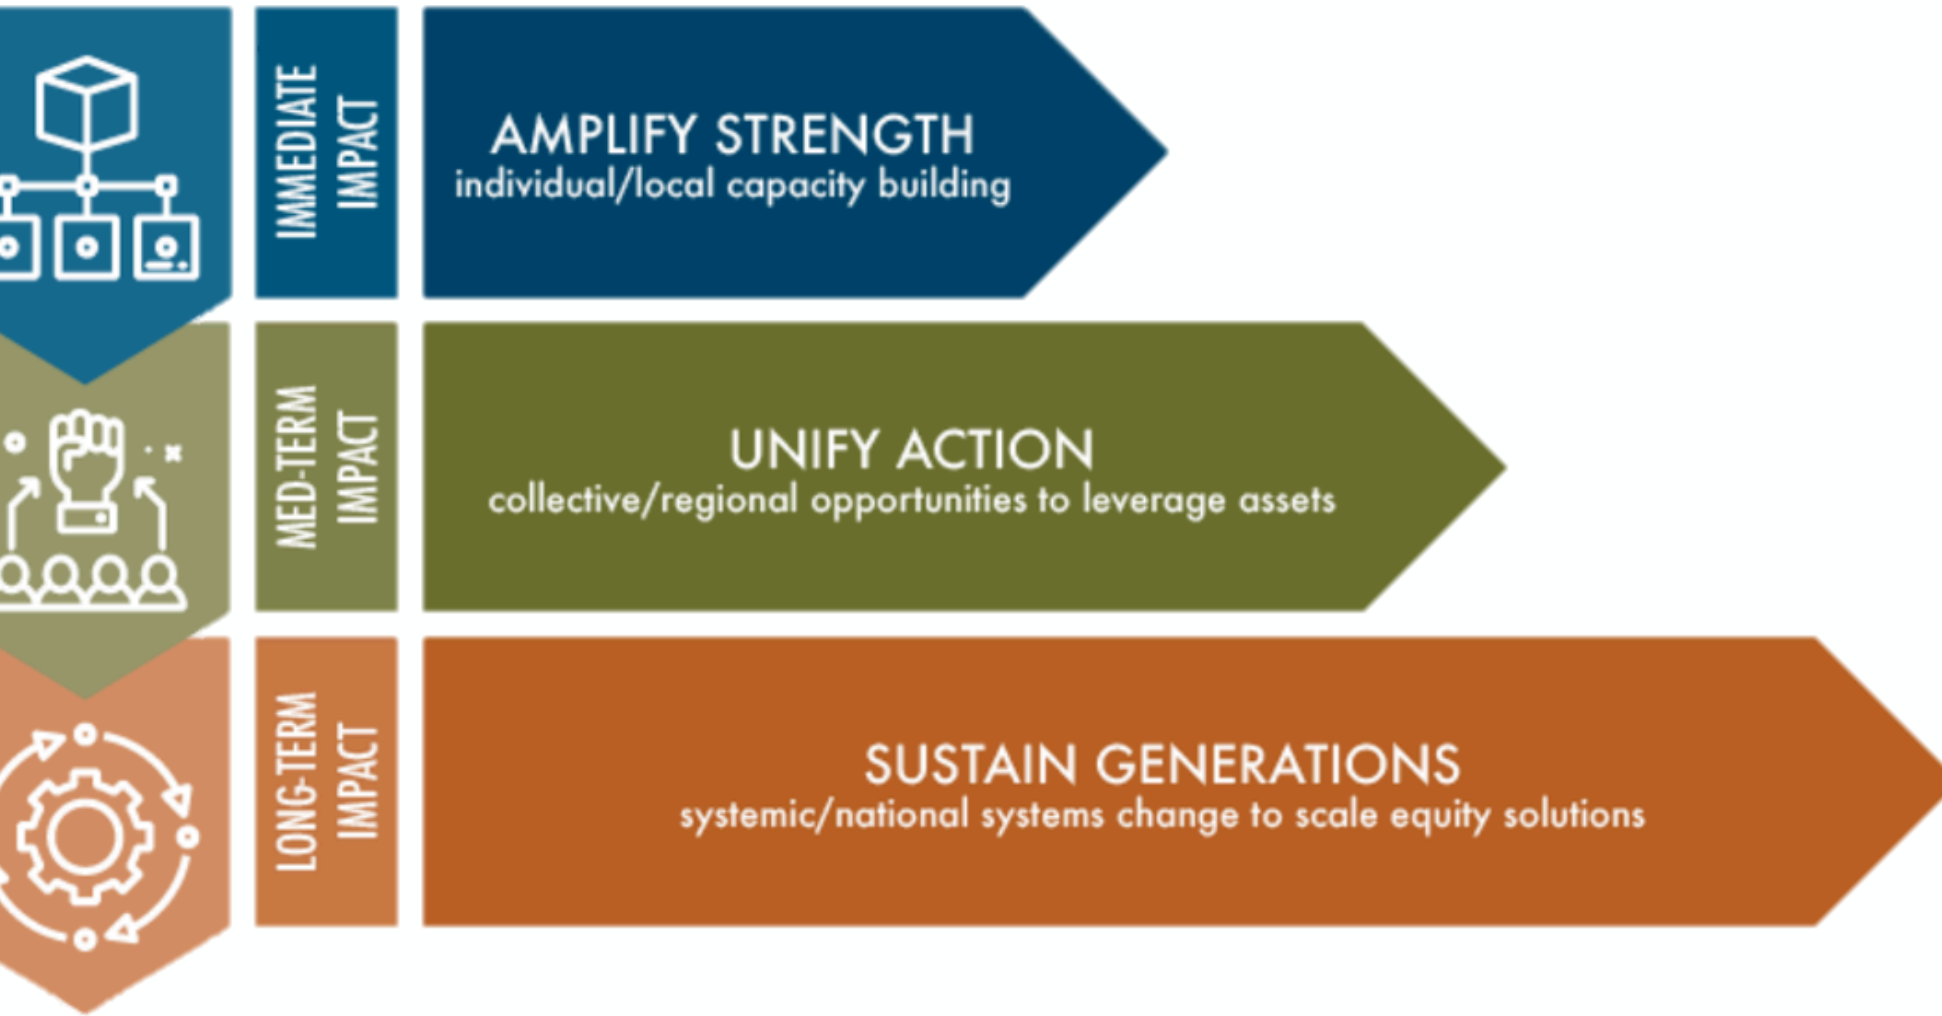 IMMEDIATE
IMPACT
AMPLIFY STRENGTH
individual/local capacity building
MED-TERM
IMPACT
UNIFY ACTION
collective/regional opportunities to leverage assets
LONG-TERM
IMPACT
SUSTAIN GENERATIONS
systemic/national systems change to scale equity solutions